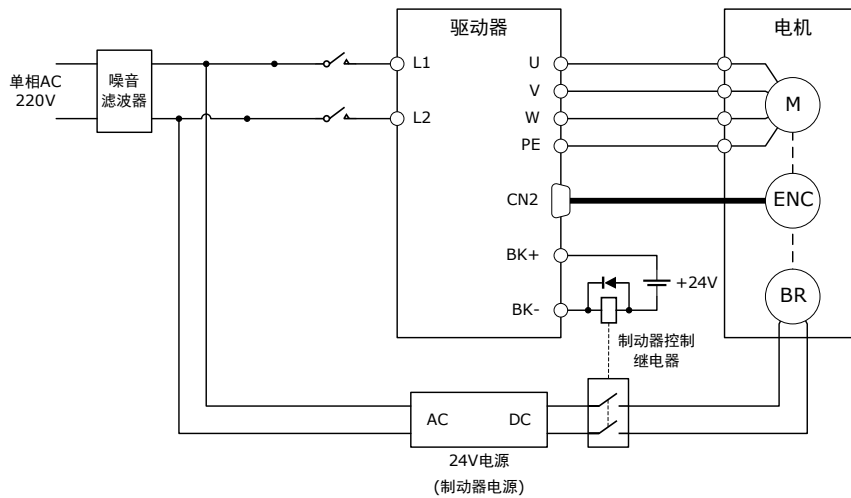 驱动器
电机
单相AC
220V
噪音
滤波器
L1
L2
U
V
W
PE
M
CN2
ENC
BK+
+24V
BK-
BR
制动器控制
继电器
AC
DC
24V电源
(制动器电源)